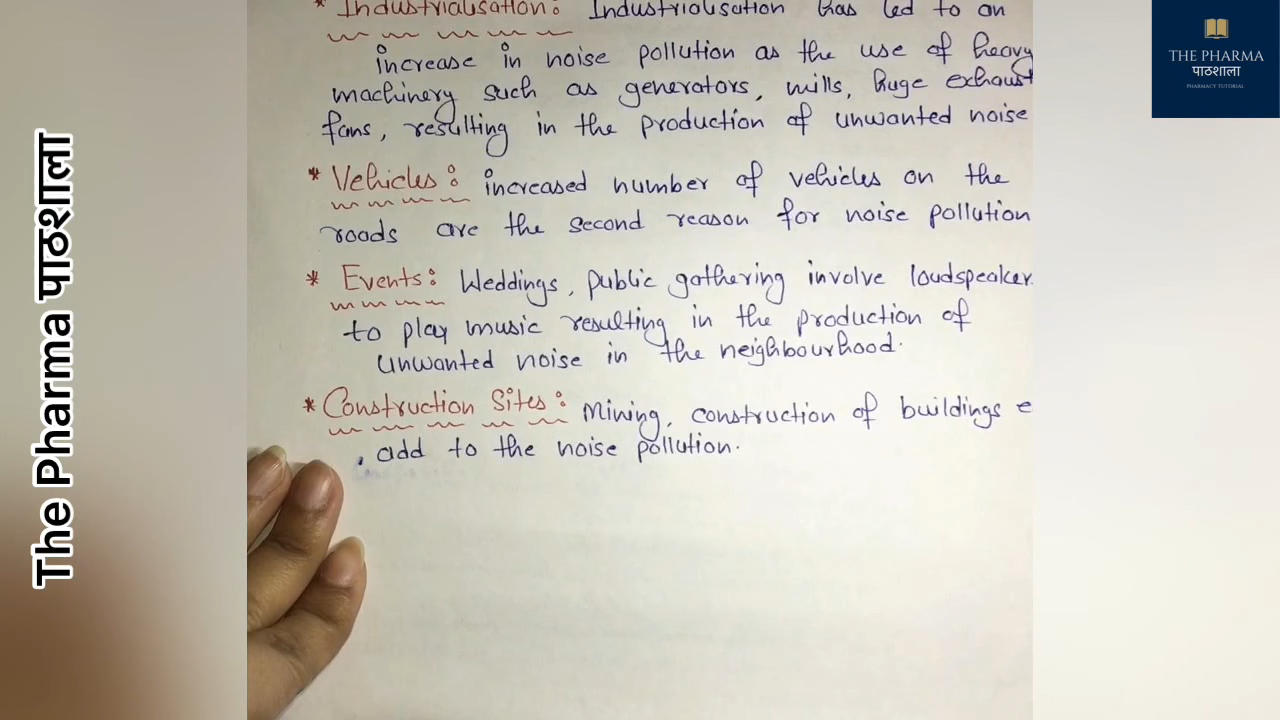 * Industrialisation: Industrialisation has led to an
increase in noise pollution as the use of heavy
machinery such as generators, mills, huge exhaust
fans, resulting in the production of unwanted noise
* Vehicles: increased number of vehicles on the
roads are the second reason for noise pollution
* Events: Weddings, public gathering involve loudspeaker
to play music resulting in the production of
unwanted noise in the neighbourhood.
* Construction Sites: Mining, construction of buildings e
add to the noise pollution.
THE PHARMA
पाठशाला
PHARMACY TUTORIAL
The Pharma पाठशाला